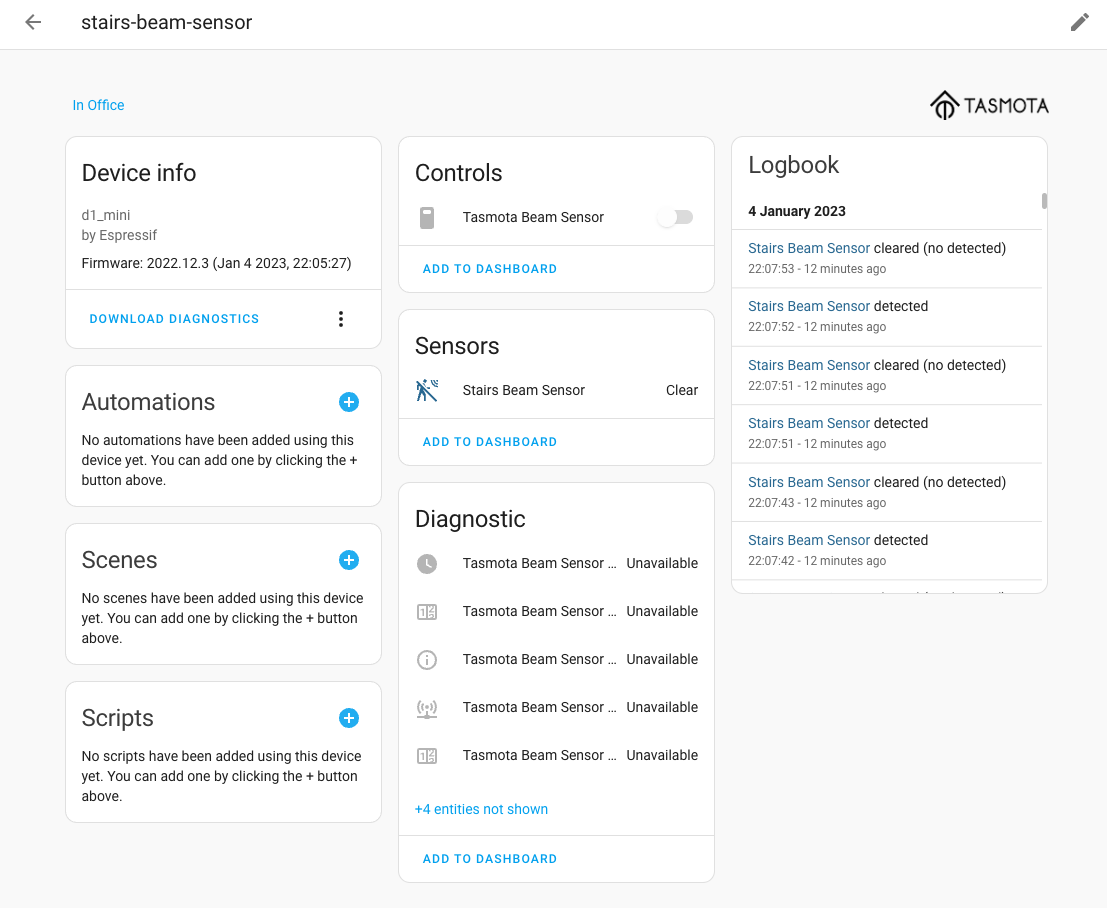 stairs-beam-sensor
In Office
TASMOTA
Device info
d1_mini
by Espressif
Firmware: 2022.12.3 (Jan 4 2023, 22:05:27)
DOWNLOAD DIAGNOSTICS
Automations
No automations have been added using this
device yet. You can add one by clicking the +
button above.
Scenes
No scenes have been added using this device
yet. You can add one by clicking the + button
above.
Scripts
No scripts have been added using this device
yet. You can add one by clicking the + button
above.
Controls
Tasmota Beam Sensor
ADD TO DASHBOARD
Sensors
Stairs Beam Sensor Clear
ADD TO DASHBOARD
Diagnostic
Tasmota Beam Sensor ... Unavailable
Tasmota Beam Sensor ... Unavailable
Tasmota Beam Sensor ... Unavailable
Tasmota Beam Sensor ... Unavailable
Tasmota Beam Sensor ... Unavailable
+4 entities not shown
ADD TO DASHBOARD
Logbook
4 January 2023
Stairs Beam Sensor cleared (no detected)
22:07:53 - 12 minutes ago
Stairs Beam Sensor detected
22:07:52 - 12 minutes ago
Stairs Beam Sensor cleared (no detected)
22:07:51 - 12 minutes ago
Stairs Beam Sensor detected
22:07:51 - 12 minutes ago
Stairs Beam Sensor cleared (no detected)
22:07:43 - 12 minutes ago
Stairs Beam Sensor detected
22:07:42 - 12 minutes ago